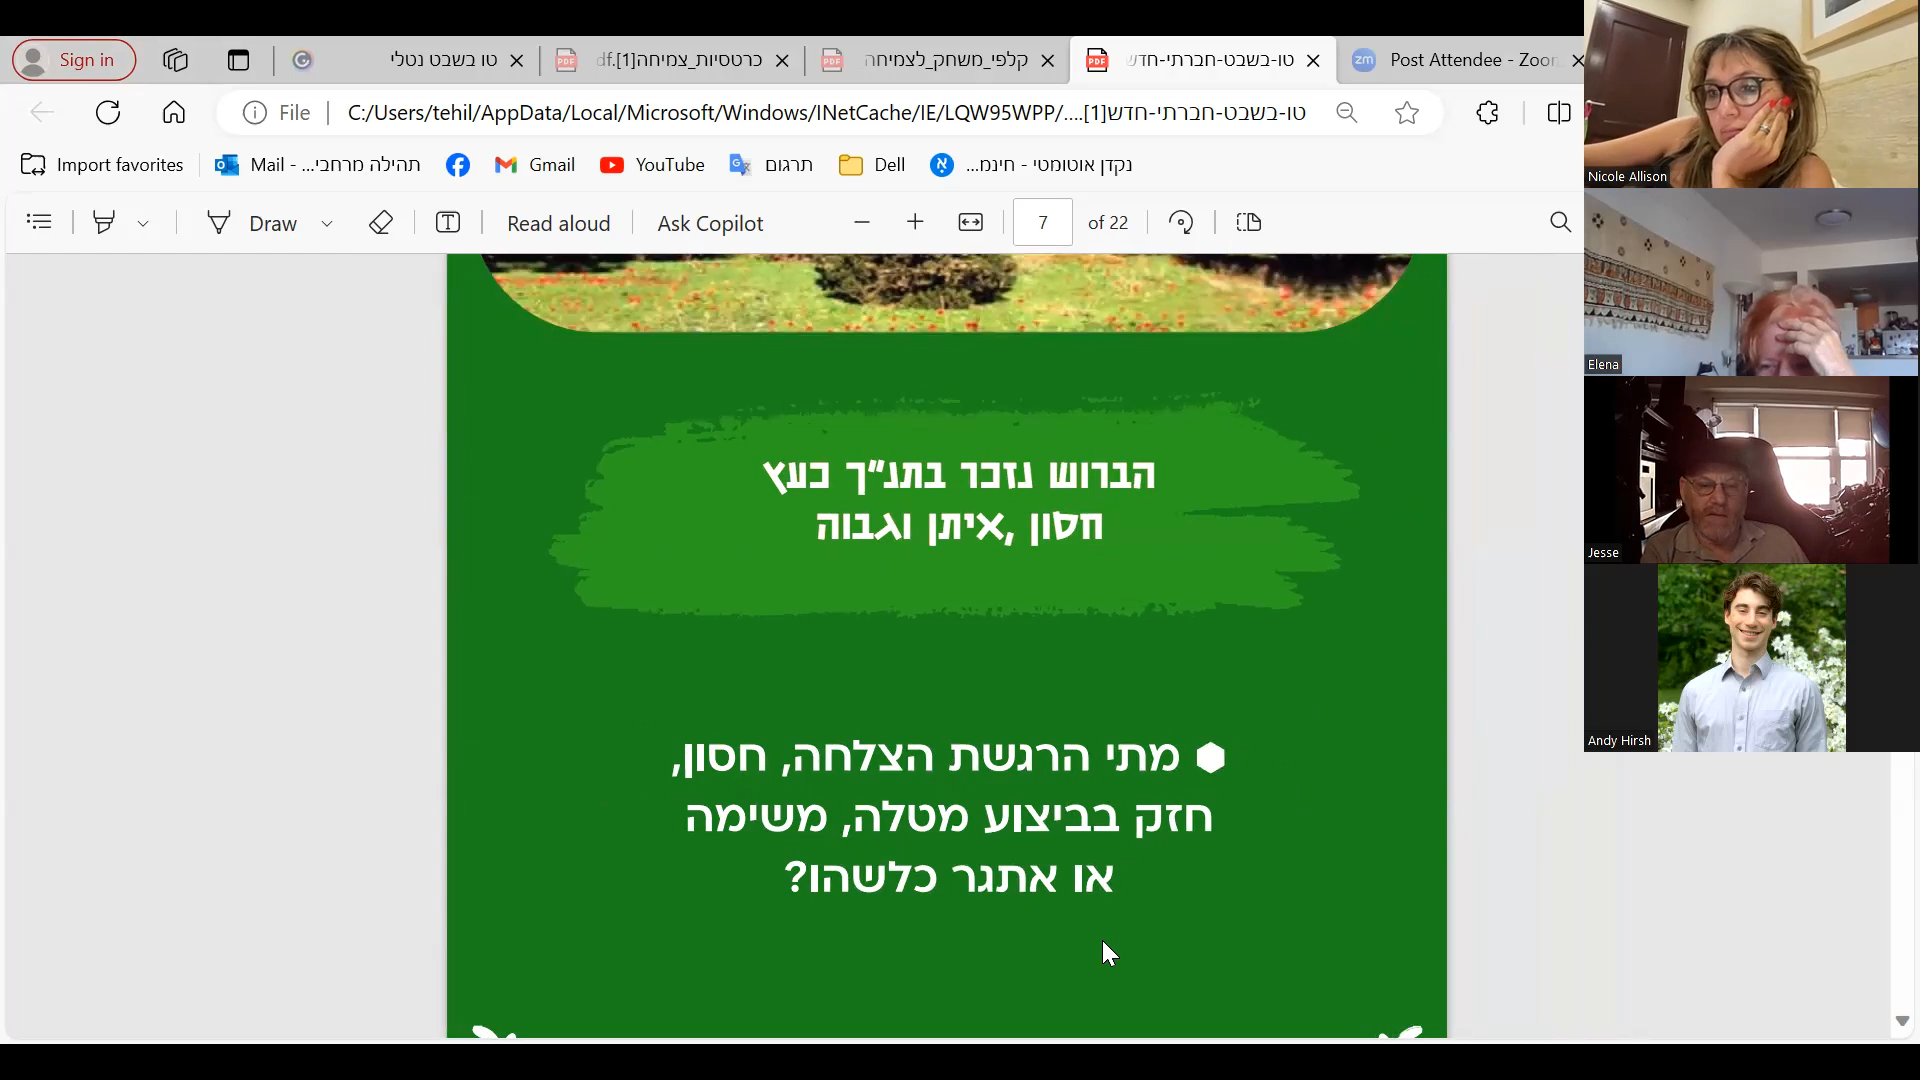 Sign in
טו בשבט נטלי
כרטסיות_צמיחה[1].df
קלפי_משחק_לצמיחה
טו-בשבט-חברתי-חדש
Post Attendee - Zoom
File
C:/Users/tehil/AppData/Local/Microsoft/Windows/INetCache/IE/LQW95WPP/....[1]טו-בשבט-חברתי-חדש
Import favorites
Mail - ...תהילה מרחבי
Gmail
YouTube
תרגום
Dell
נקדן אוטומטי - חינמ...
Draw
Read aloud
Ask Copilot
7 of 22
הברוש נזכר בתנ"ך כעץ
חסון ,איתן וגבוה
מתי הרגשת הצלחה, חסון,
חזק בביצוע מטלה, משימה
או אתגר כלשהו?
Nicole Allison
Elena
Jesse
Andy Hirsh